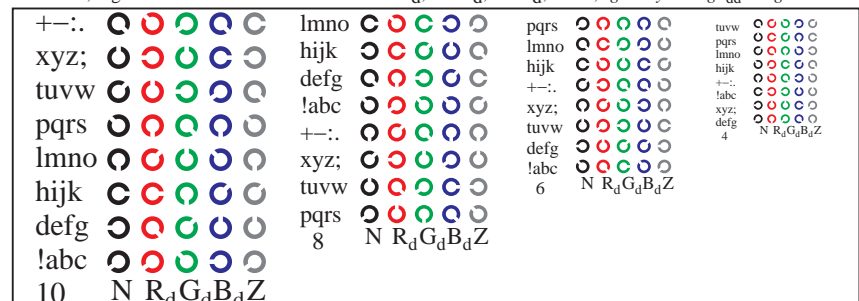 +−:.
xyz;
tuvw
pqrs
lmno
hijk
defg
!abc
10 N RdGdBdZ
lmno
hijk
defg
!abc
+−:.
xyz;
tuvw
pqrs
8 N RdGdBdZ
pqrs
lmno
hijk
+−:.
xyz;
tuvw
defg
!abc
6 N RdGdBdZ
tuvw
pqrs
lmno
hijk
+−:.
!abc
xyz;
defg
4 N RdGdBdZ